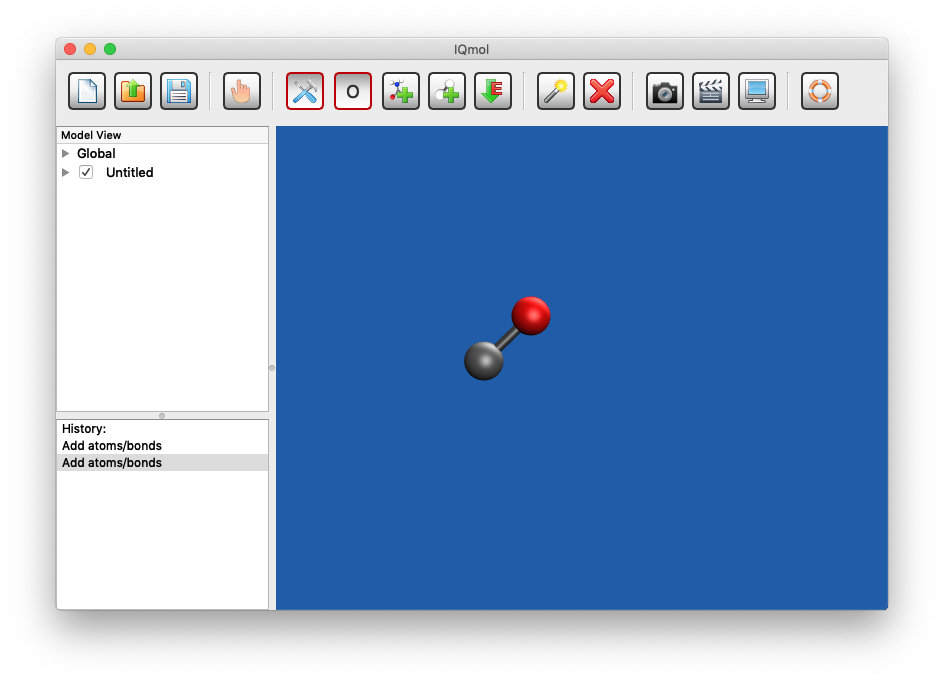 IQmol
O
E
Model View
Global
Untitled
History:
Add atoms/bonds
Add atoms/bonds